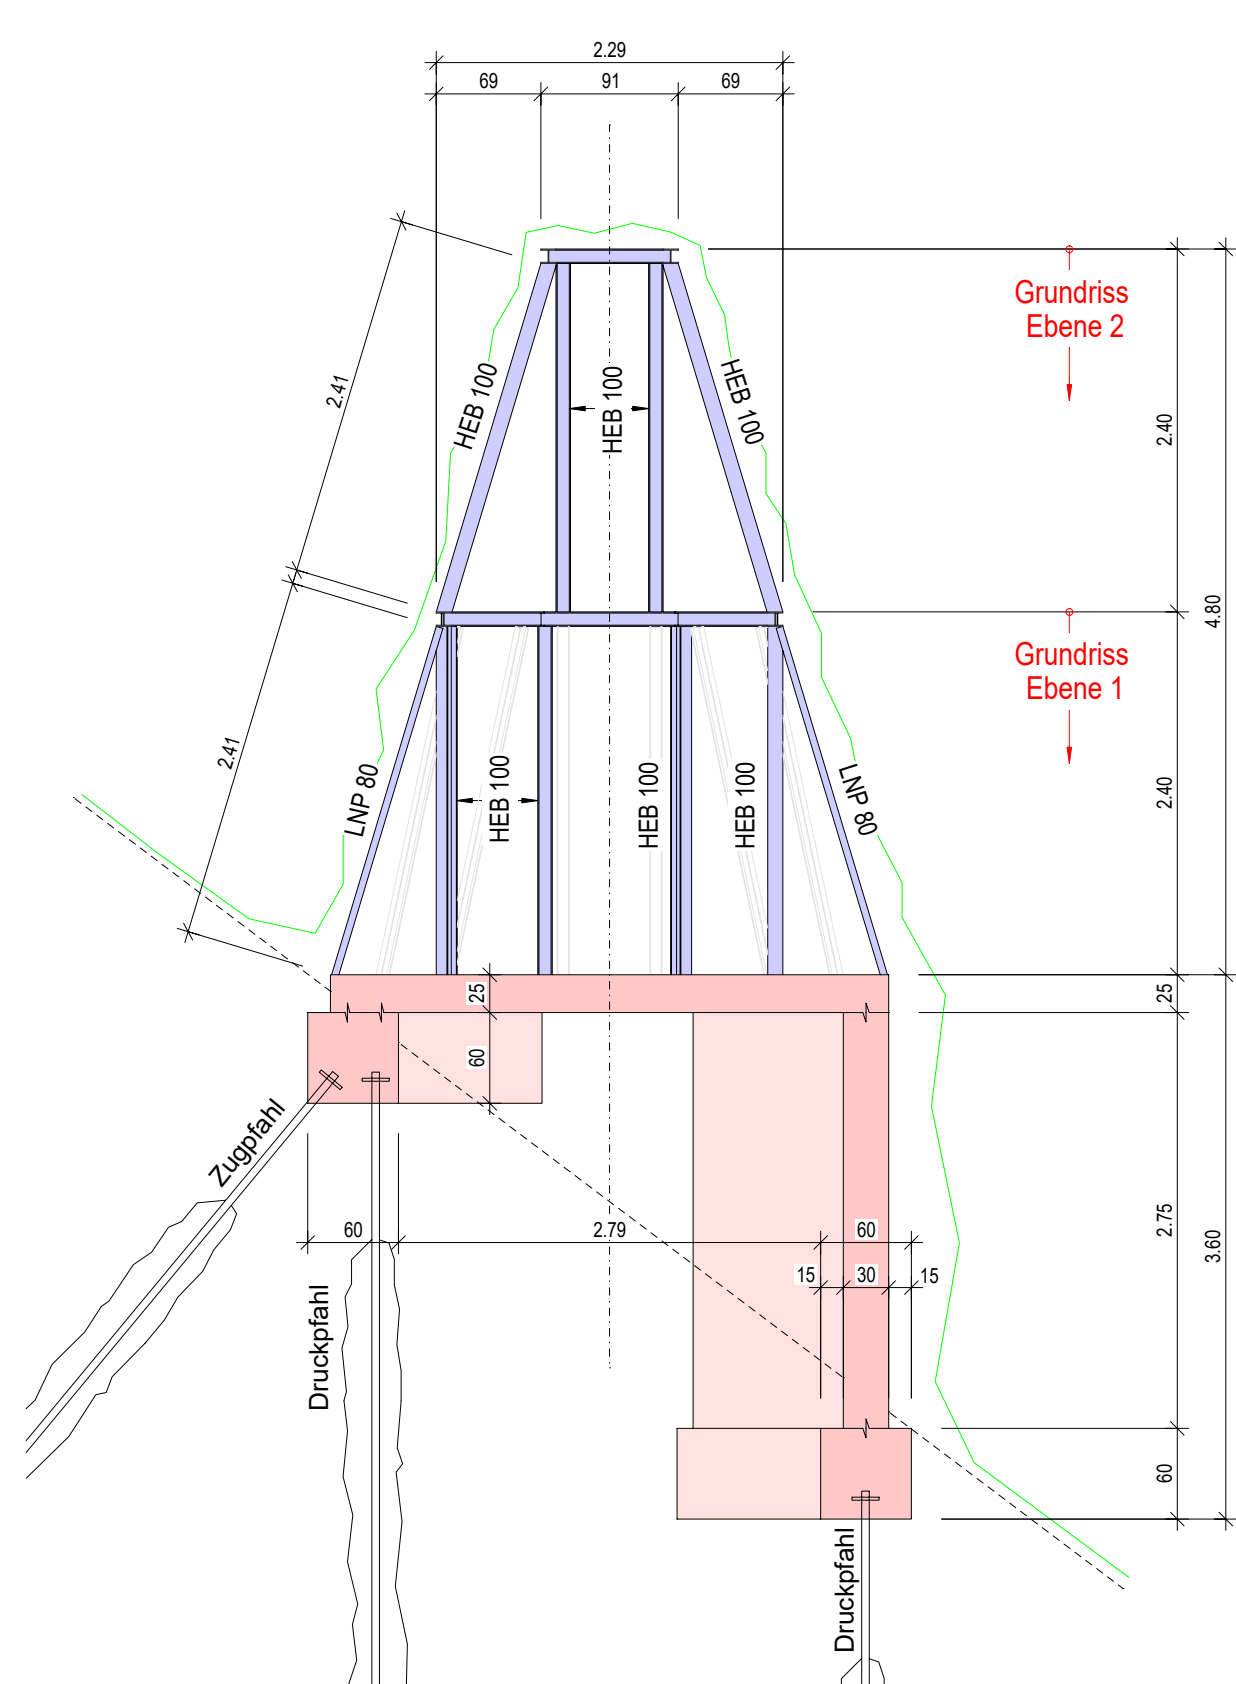 2.29
69
91
69
Grundriss
Ebene 2
2.41
HEB 100
HEB 100
HEB 100
2.40
4.80
Grundriss
Ebene 1
2.41
LNP 80
HEB 100
HEB 100
HEB 100
LNP 80
2.40
25
25
60
Zugpfahl
60
2.79
60
2.75
3.60
15
30
15
Druckpfahl
60
Druckpfahl